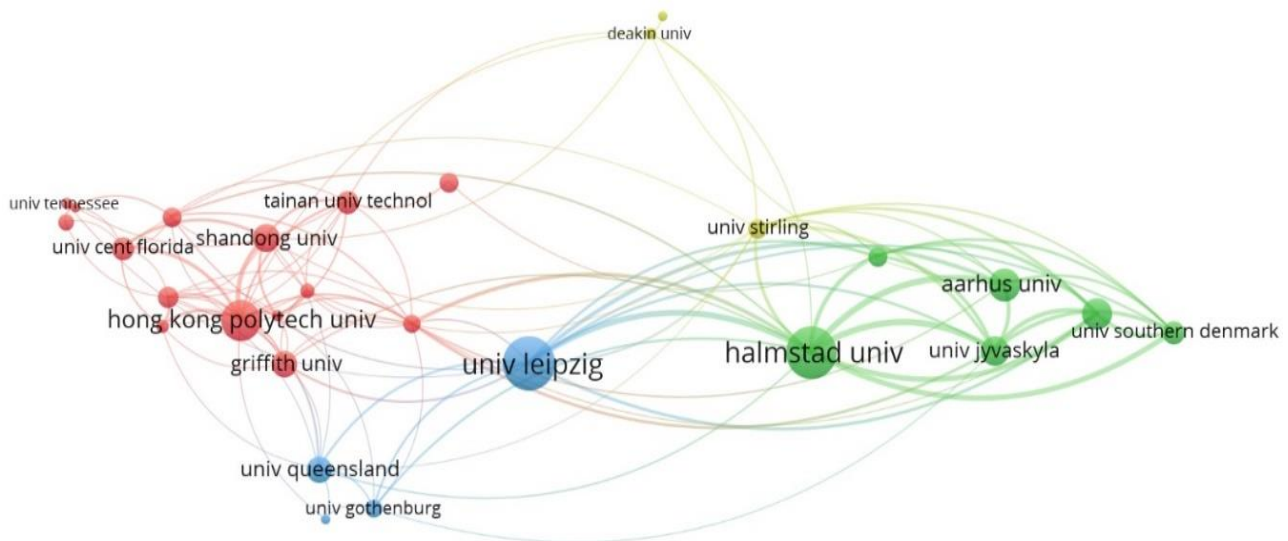 deakin univ
univ tennessee
tainan univ technol
univ stirling
univ cent florida
shandong univ
aarhus univ
hong kong polytech univ
univ southern denmark
griffith univ
univ leipzig
halmstad univ
univ jyvaskyla
univ queensland
univ gothenburg